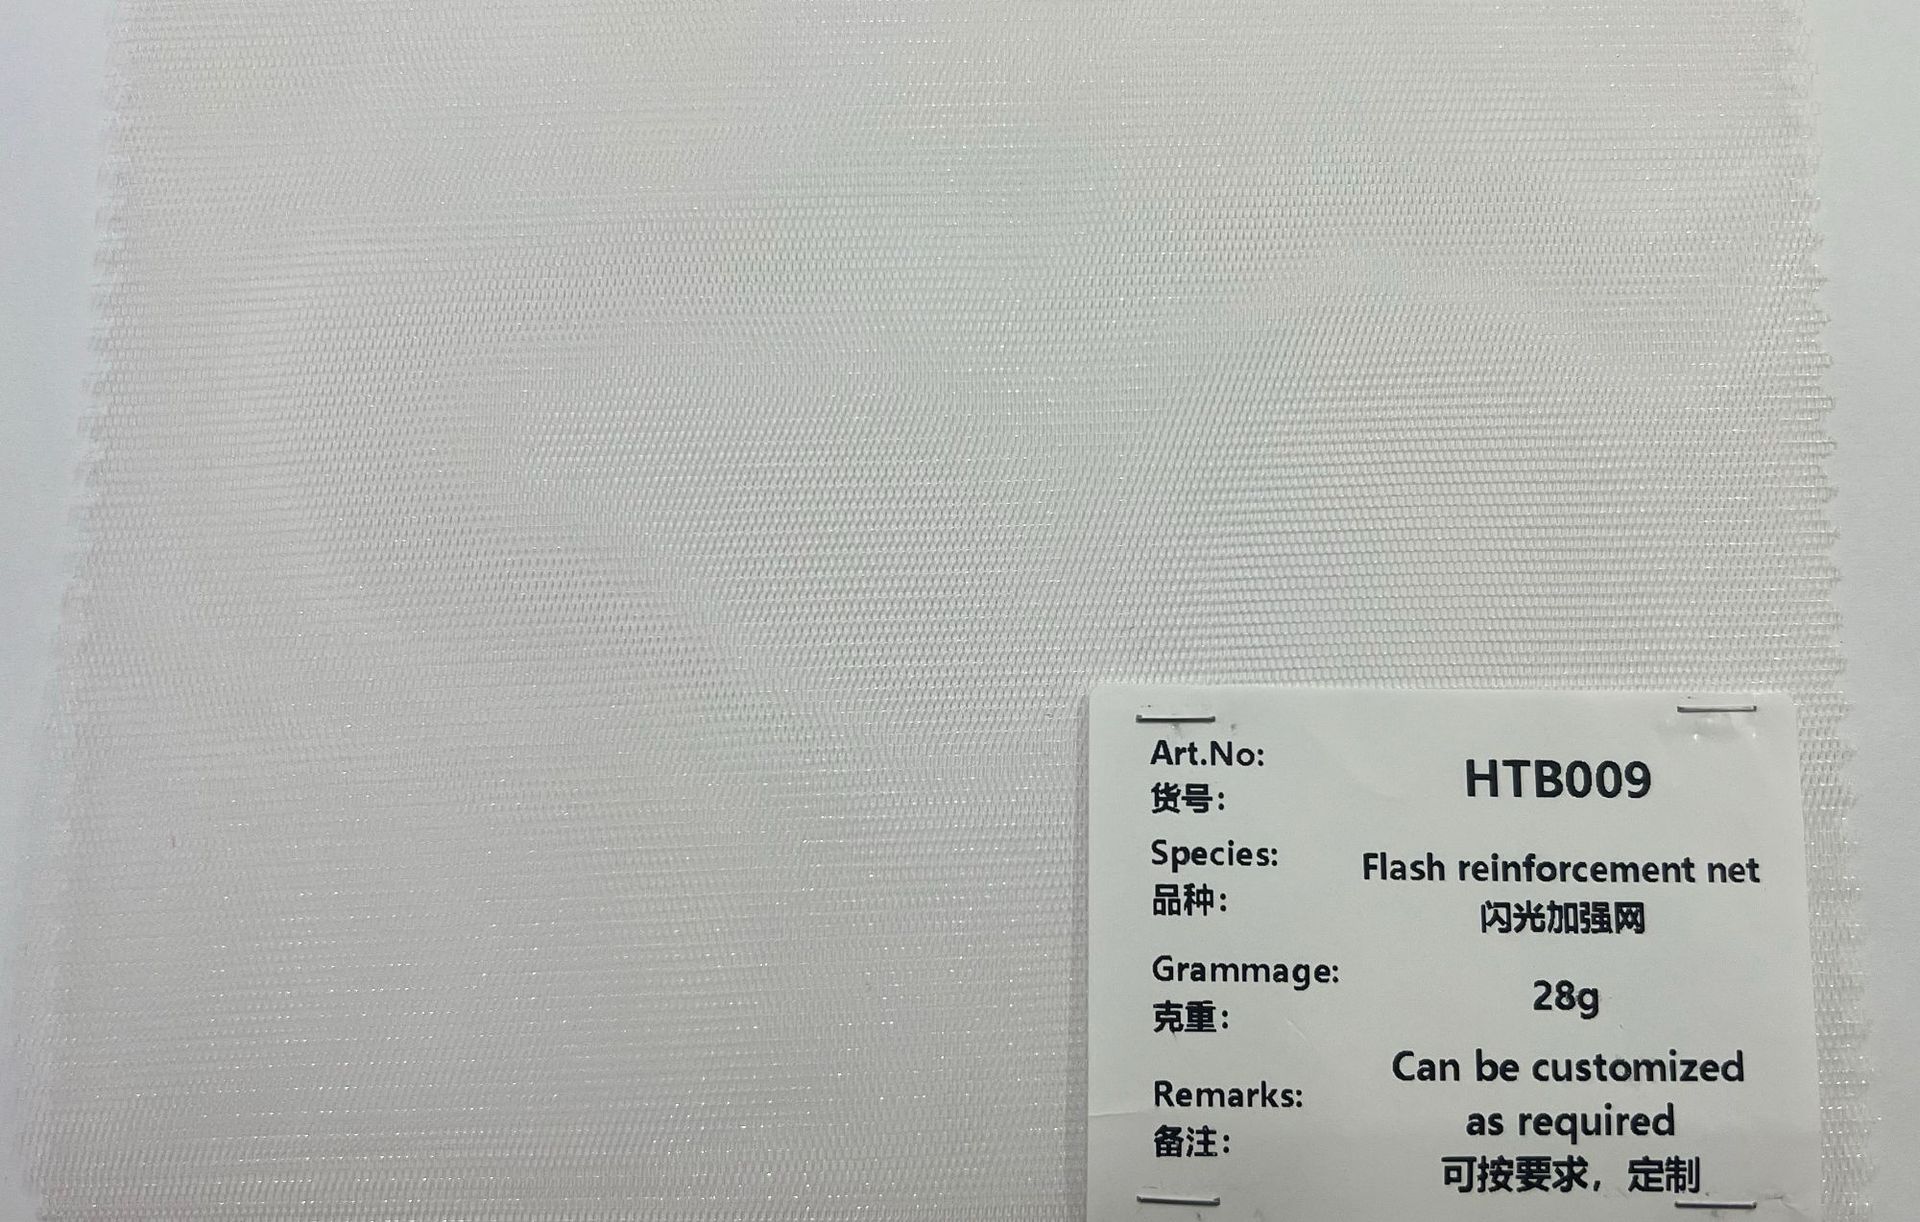 Art.No:
货号：
HTB009
Species:
品种：
Flash reinforcement net
闪光加强网
Grammage:
克重：
28g
Remarks:
备注：
Can be customized
as required
可按要求，定制